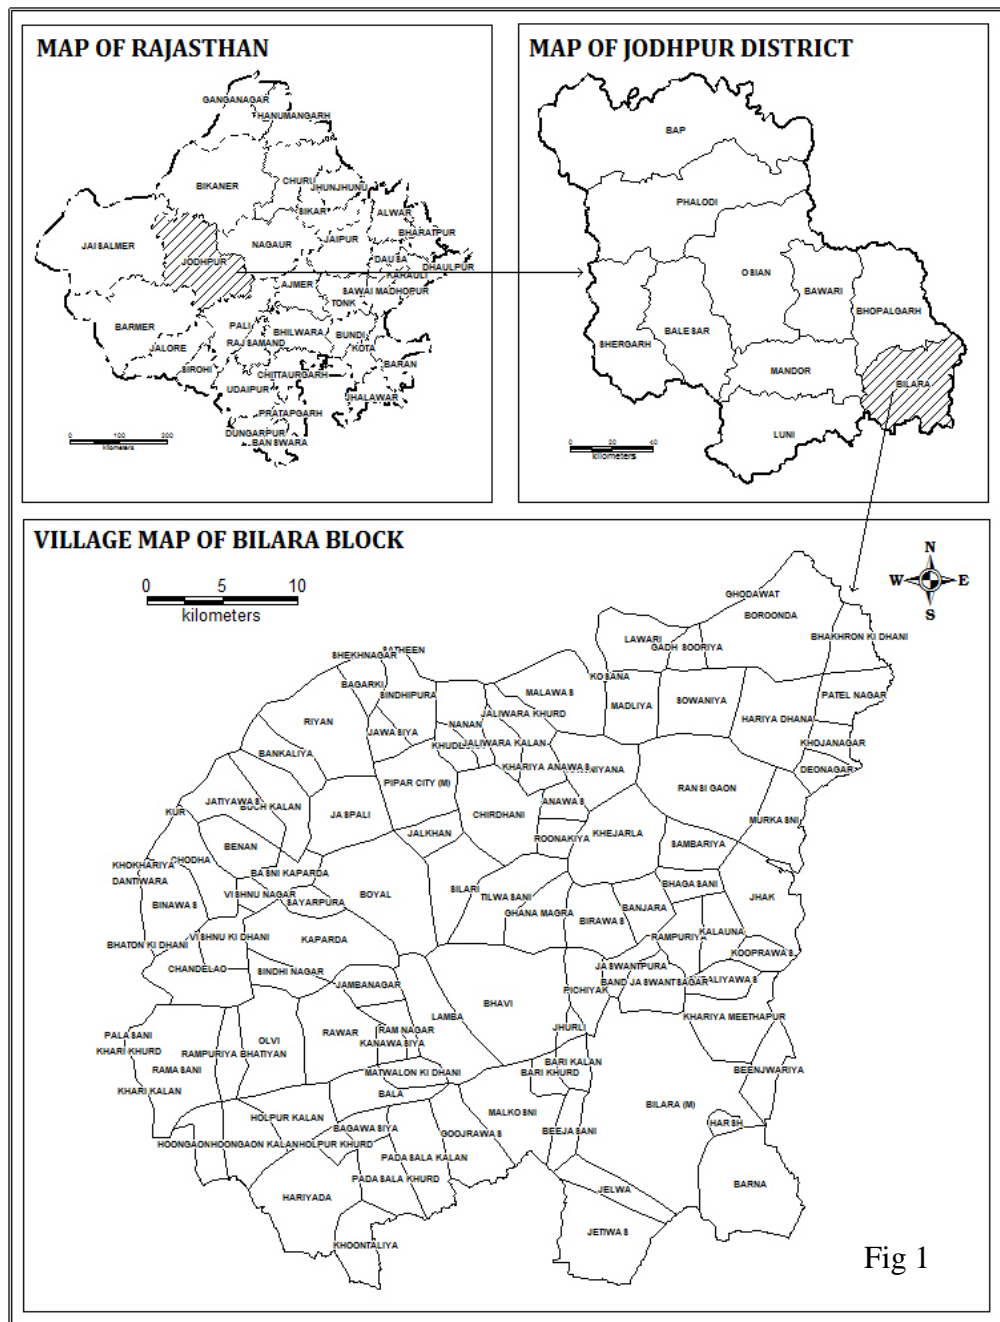 MAP OF RAJASTHAN
GANGANAGAR
HANUMANGARH
BIKANER
CHURU
JHUNJHUNU
SIKAR
ALWAR
JAISALMER
NAGAUR
JAIPUR
BHARATPUR
JODHPUR
DAUSA
DHAULPUR
KARAULI
AJMER
SAWAI MADHOPUR
TONK
BARMER
PALI
BHILWARA
BUNDI
JALORE
RAJSAMAND
KOTA
SIROHI
CHITTAURGARH
BARAN
UDAIPUR
JHALAWAR
PRATAPGARH
DUNGARPUR
BANSWARA
0 100 200
kilometers
MAP OF JODHPUR DISTRICT
BAP
PHALODI
OSIAN
BAWARI
BHOPALGARH
BALESAR
SHERGARH
MANDOR
BILARA
LUNI
0 20 40
kilometers
VILLAGE MAP OF BILARA BLOCK
0 5 10
kilometers
N
W E
S
GHODAWAT
BOROONDA
LAWARI
GADH SOORIYA
BHAKHRON KI DHANI
SHEKHNAGAR
BAGARKI
SINDHIPURA
KOSANA
MALAWAS
MADLIYA
SOWANIYA
PATEL NAGAR
RIYAN
JAWASIYA
NANAN
JALIWARA KHURD
HARIYA DHANA
BANKALIYA
JALIWARA KALAN
KHOJANAGAR
KHARIYA ANAWAS
DEONAGAR
PIPAR CITY (M)
RANSI GAON
JATIYAWAS
KUR
JASPALI
CHIRDHANI
ANAWAS
MURKASNI
JALKHAN
ROONAKIYA
KHEJARLA
SAMBARIYA
BENAN
KHOKHARIYA
BASNI KAPARDA
DANTIWARA
VISHNU NAGAR
BOYAL
SILARI
TILWASANI
BHAGASANI
JHAK
BINAWAS
SAYARPURA
GHANA MAGRA
BIRAWAS
BANJARA
BHATON KI DHANI
VISHNU KI DHANI
KAPARDA
RAMPURIYA
KALAUNA
KOOPRAWAS
CHANDELAO
SINDHI NAGAR
JASWANTPURA
JAMBANAGAR
BAND JASWANTSAGAR
PICHIYAK
BHAVI
LAMBA
KHARIYA MEETHAPUR
PALASANI
OLVI
RAWAR
RAM NAGAR
JHURLI
KHARI KHURD
RAMPURIYA BHATIYAN
KANAWASIYA
RAMASANI
MATWALON KI DHANI
BARI KALAN
BARI KHURD
BEENJWARIYA
KHARI KALAN
BALA
BILARA (M)
HOLPUR KALAN
MALKOSNI
HARSH
BAGAWASIYA
GOOJRAWAS
BEEJASANI
HOONGAON
HOONGAON KALAN
HOLPUR KHURD
PADASALA KALAN
PADASALA KHURD
BARNA
HARIYADA
JELWA
JETIWAS
KHOONTALIYA
Fig 1